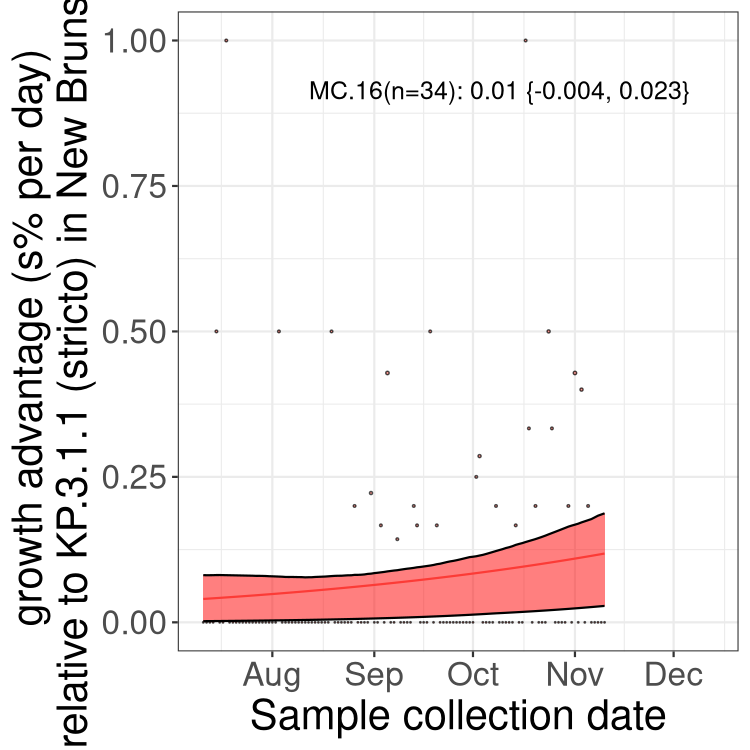 growth advantage (s% per day)
relative to KP.3.1.1 (stricto) in New Bruns
1.00
0.75
0.50
0.25
0.00
MC.16(n=34): 0.01 {-0.004, 0.023}
Aug Sep Oct Nov Dec
Sample collection date